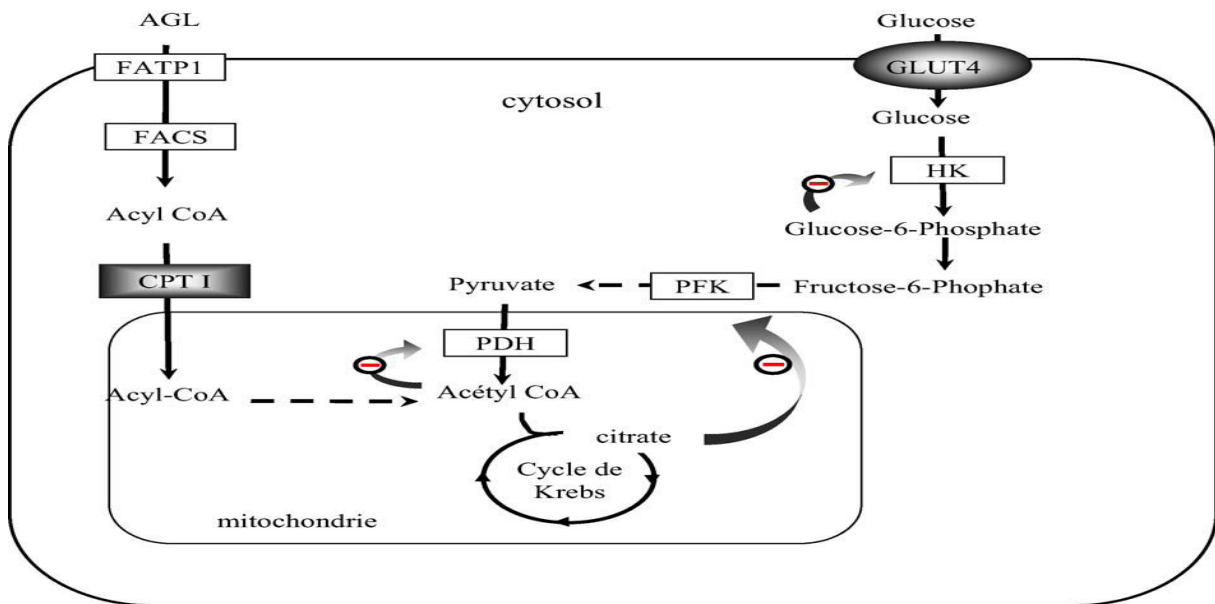 AGL
Glucose
FATP1
GLUT4
cytosol
Glucose
FACS
HK
Acyl CoA
Glucose-6-Phosphate
CPT I
Pyruvate
PFK
Fructose-6-Phophate
PDH
Acyl-CoA
Acétyl CoA
citrate
Cycle de
Krebs
mitochondrie